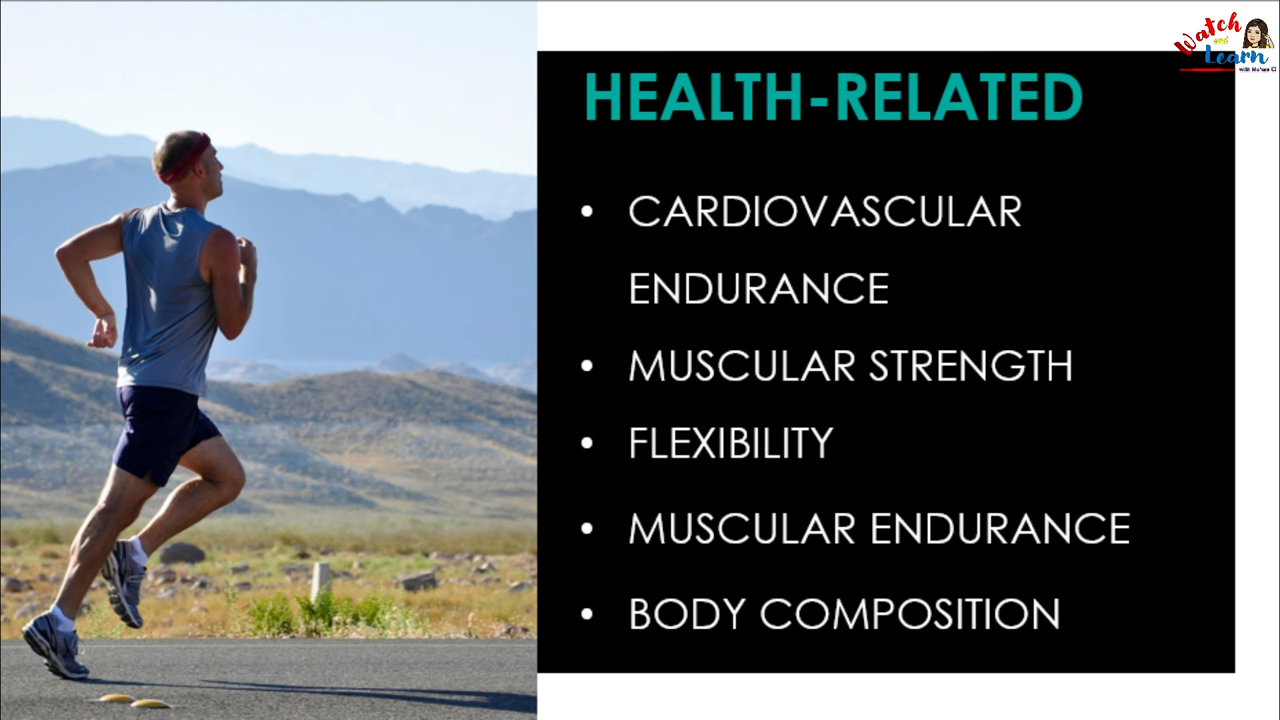 Watch
and
Learn
HEALTH-RELATED
• CARDIOVASCULAR
ENDURANCE
• MUSCULAR STRENGTH
• FLEXIBILITY
• MUSCULAR ENDURANCE
• BODY COMPOSITION